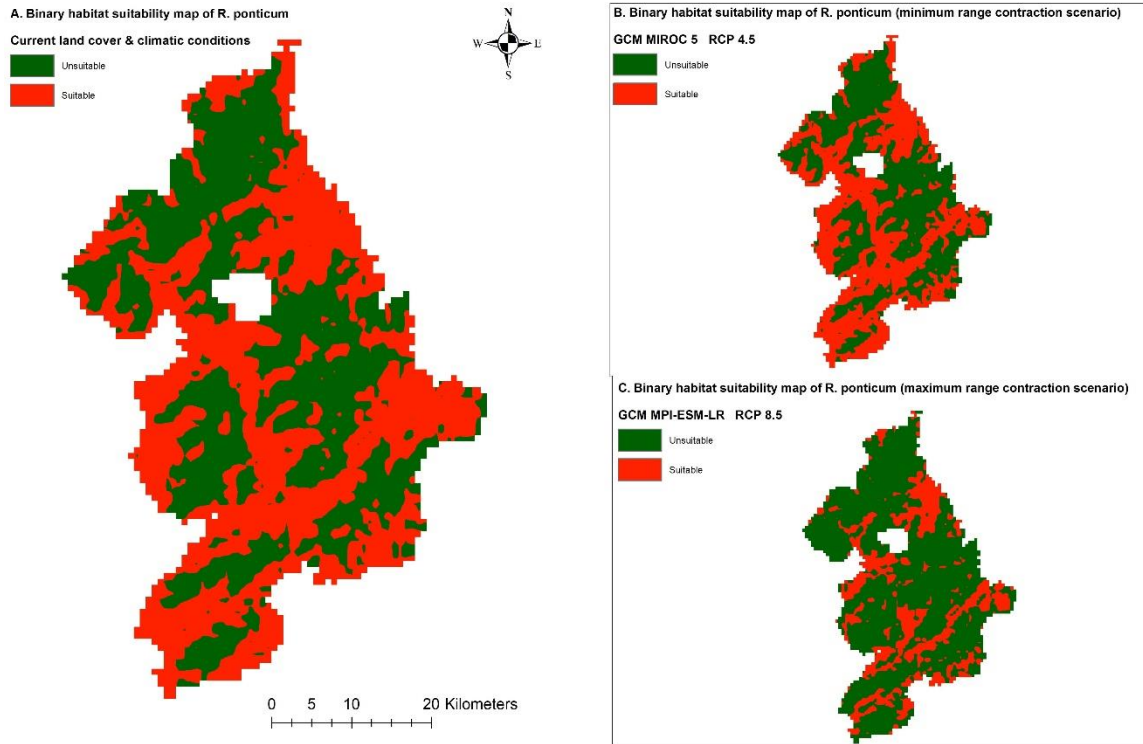 A. Binary habitat suitability map of R. ponticum
Current land cover & climatic conditions
Unsuitable
Suitable
N
W E
S
0 5 10 20 Kilometers
B. Binary habitat suitability map of R. ponticum (minimum range contraction scenario)
GCM MIROC 5 RCP 4.5
Unsuitable
Suitable
C. Binary habitat suitability map of R. ponticum (maximum range contraction scenario)
GCM MPI-ESM-LR RCP 8.5
Unsuitable
Suitable